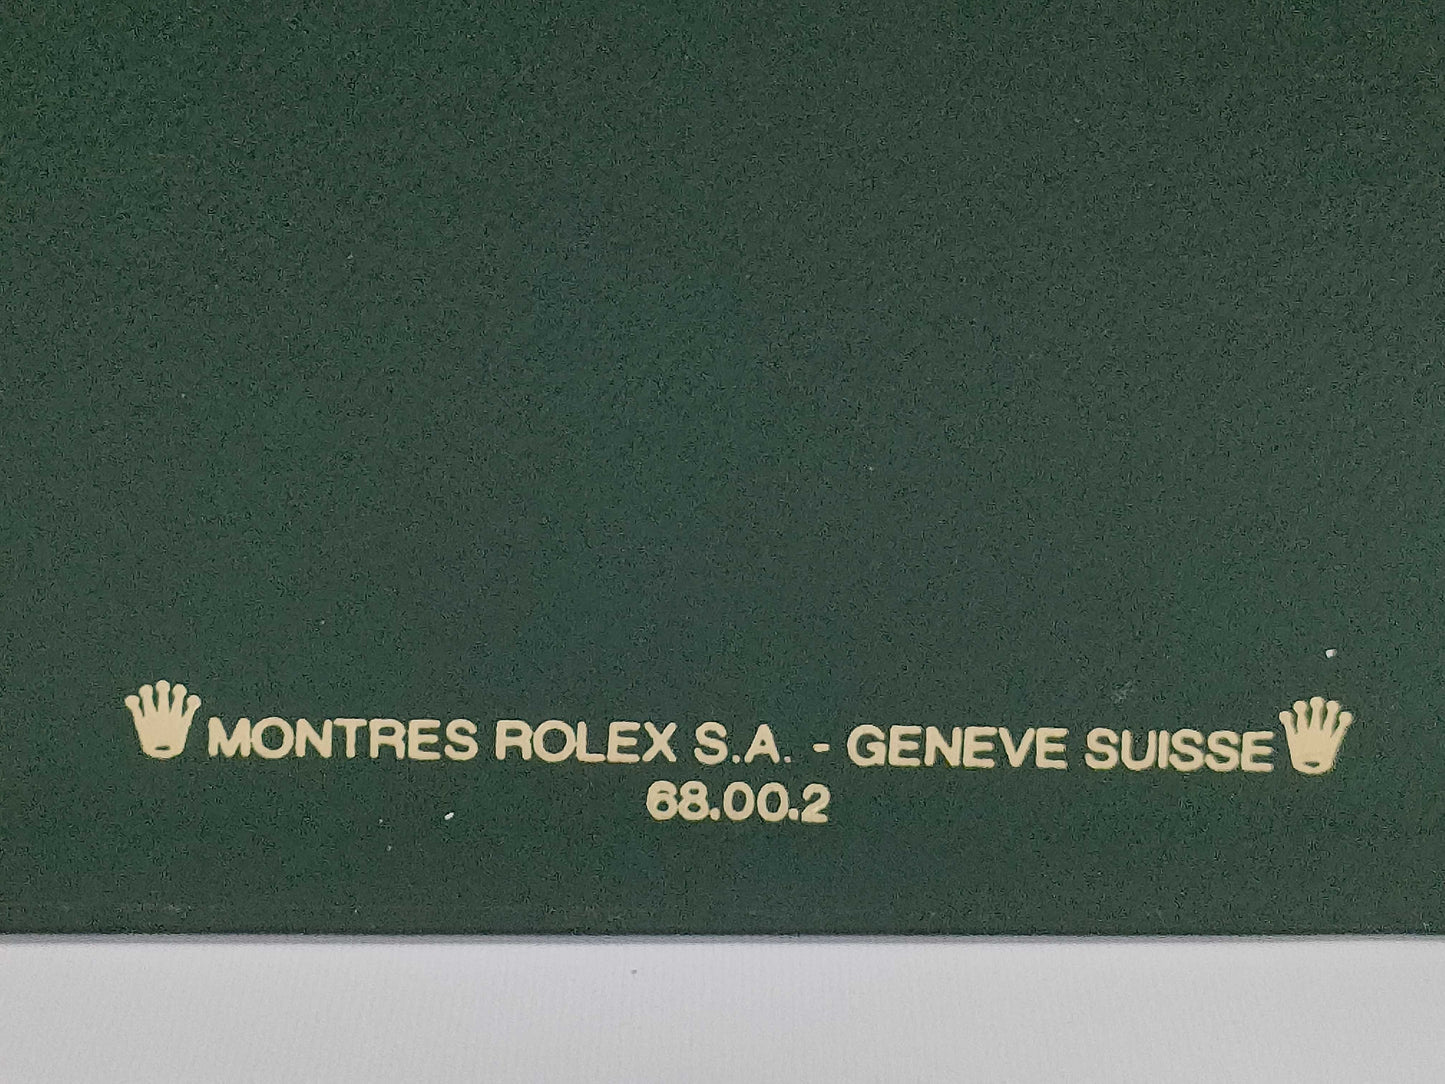 MONTRES ROLEX S.A. - GENEVE SUISSE
68.00.2